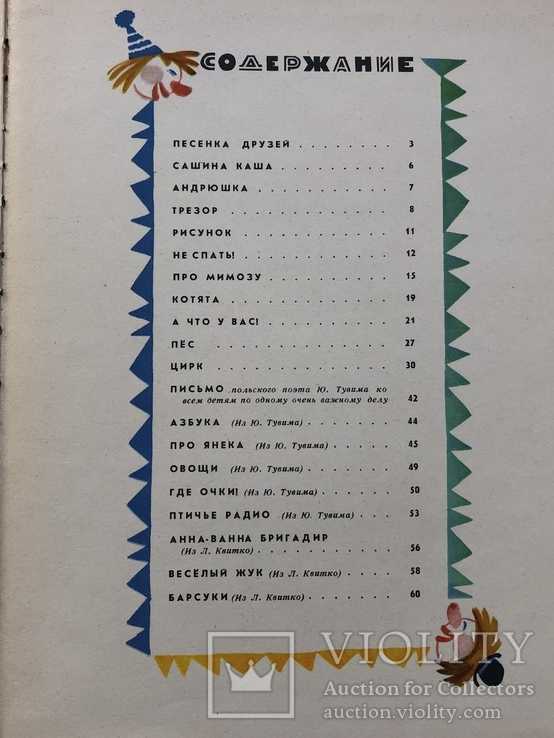 СОДЕРЖАНИЕ
ПЕСЕНКА ДРУЗЕЙ . . . . . . . . 3
САШИНА КАША . . . . . . . . . 6
АНДРЮШКА . . . . . . . . . . . 7
ТРЕЗОР . . . . . . . . . . . . . 8
РИСУНОК . . . . . . . . . . . . 11
НЕ СПАТЬ! . . . . . . . . . . . . 12
ПРО МИМОЗУ . . . . . . . . . . 15
КОТЯТА . . . . . . . . . . . . . 19
А ЧТО У ВАС! . . . . . . . . . . 21
ПЁС . . . . . . . . . . . . . . 27
ЦИРК . . . . . . . . . . . . . . 30
ПИСЬМО польского поэта Ю. Тувима ко
всем детям по одному очень важному делу 42
АЗБУКА (Из Ю. Тувима) . . . . . . . 44
ПРО ЯНЕКА (Из Ю. Тувима) . . . . . 45
ОВОЩИ (Из Ю. Тувима) . . . . . . . 49
ГДЕ ОЧКИ! (Из Ю. Тувима) . . . . . . 50
ПТИЧЬЕ РАДИО (Из Ю. Тувима) . . . 53
АННА-ВАННА БРИГАДИР
(Из Л. Квитко) . . . . . . . . . . . 56
ВЕСЁЛЫЙ ЖУК (Из Л. Квитко) . . . . 58
БАРСУКИ (Из Л. Квитко) . . . . . . . 60
VIOLITY
Auction for Collectors
auction.violity.com